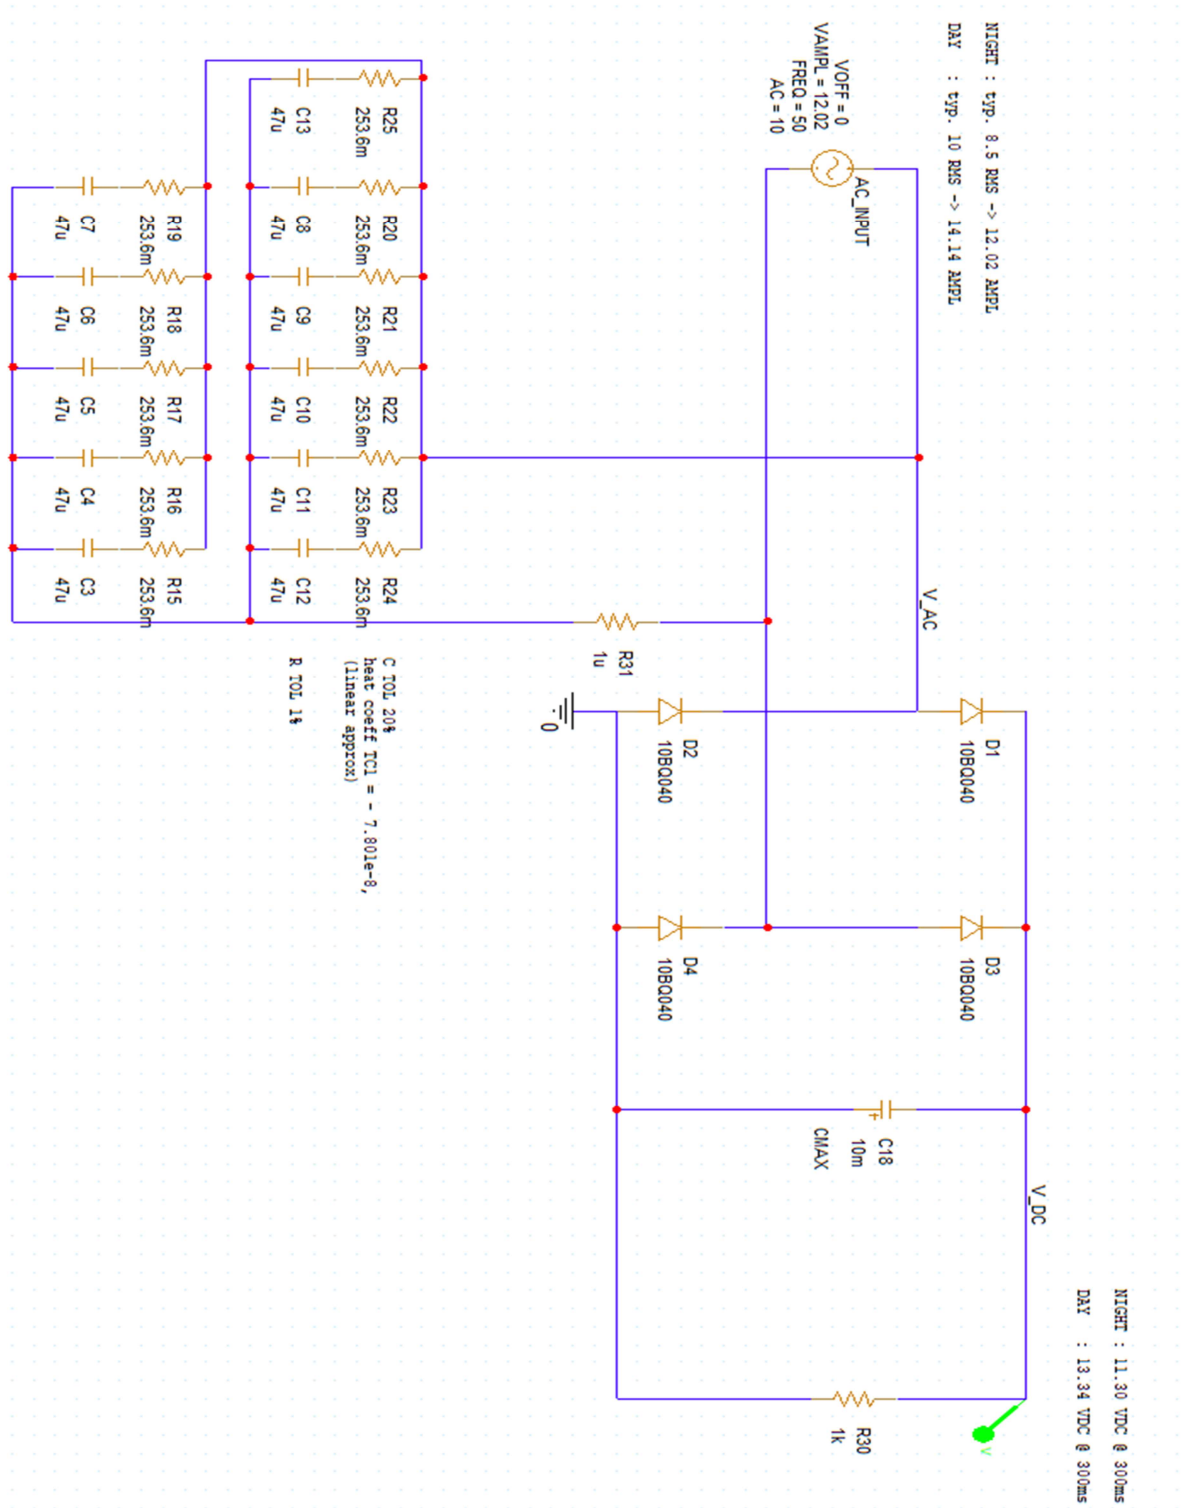 NIGHT : typ. 8.5 RMS -> 12.02 AMPL
DAY  : typ. 10 RMS -> 14.14 AMPL
VOFF = 0
VAMPL = 12.02
FREQ = 50
AC = 10
AC_INPUT
V_AC
V_DC
NIGHT : 11.30 VDC @ 300ms
DAY  : 13.34 VDC @ 300ms
D1
10BQ040
D3
10BQ040
D2
10BQ040
D4
10BQ040
C18
10m
CMAX
R30
1k
V
0
R31
1u
R25
253.6m
C13
47u
R20
253.6m
C8
47u
R21
253.6m
C9
47u
R22
253.6m
C10
47u
R23
253.6m
C11
47u
R24
253.6m
C12
47u
R19
253.6m
C7
47u
R18
253.6m
C6
47u
R17
253.6m
C5
47u
R16
253.6m
C4
47u
R15
253.6m
C3
47u
C TOL 20%
heat coeff TC1 = - 7.801e-8,
(linear approx)
R TOL 1%